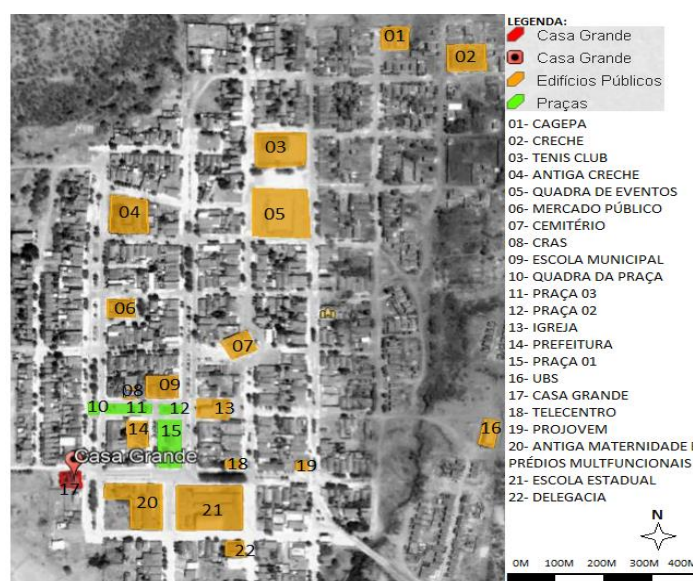 LEGENDA:
Casa Grande
Casa Grande
Edifícios Públicos
Praças
01- CAGEPA
02- CRECHE
03- TENIS CLUB
04- ANTIGA CRECHE
05- QUADRA DE EVENTOS
06- MERCADO PÚBLICO
07- CEMITÉRIO
08- CRAS
09- ESCOLA MUNICIPAL
10- QUADRA DA PRAÇA
11- PRAÇA 03
12- PRAÇA 02
13- IGREJA
14- PREFEITURA
15- PRAÇA 01
16- UBS
17- CASA GRANDE
18- TELECENTRO
19- PROJOVEM
20- ANTIGA MATERNIDADE
PRÉDIOS MULTFUNCIONAIS
21- ESCOLA ESTADUAL
22- DELEGACIA
N
0M 100M 200M 300M 400M
01
02
03
04
05
06
07
08 09
10 11 12 13
14 15
16
Casa Grande
17
18 19
20 21
22